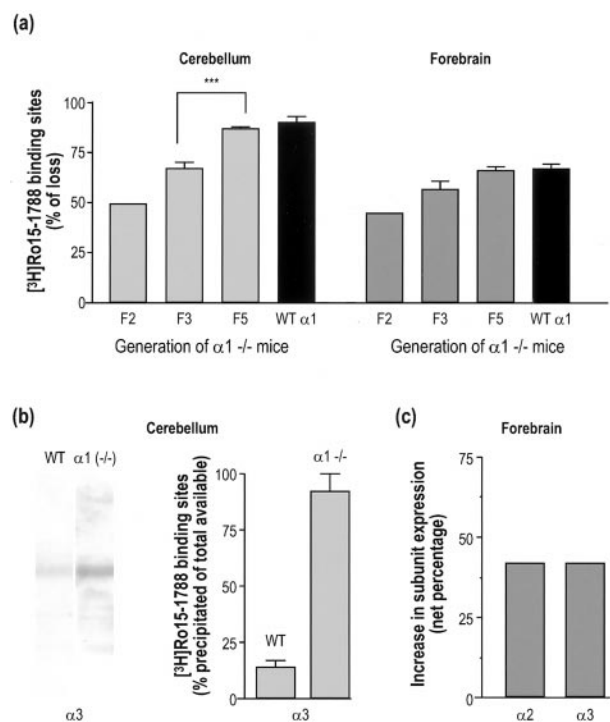 (a)
Cerebellum
Forebrain
***
[³H]Ro15-1788 binding sites
(% of loss)
100
75
50
25
0
F2 F3 F5 WT α1 F2 F3 F5 WT α1
Generation of α1 -/- mice Generation of α1 -/- mice
(b)
Cerebellum
WT α1 (-/-)
α3
[³H]Ro15-1788 binding sites
(% precipitated of total available)
100
75
50
25
0
α1 -/-
WT
α3
(c)
Forebrain
Increase in subunit expression
(net percentage)
75
50
25
0
α2 α3